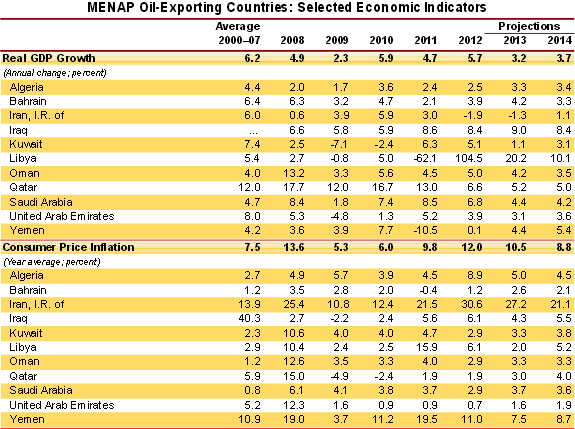 MENAP Oil-Exporting Countries: Selected Economic Indicators
Average Projections
2000–07 2008 2009 2010 2011 2012 2013 2014
Real GDP Growth 6.2 4.9 2.3 5.9 4.7 5.7 3.2 3.7
(Annual change; percent)
Algeria 4.4 2.0 1.7 3.6 2.4 2.5 3.3 3.4
Bahrain 6.4 6.3 3.2 4.7 2.1 3.9 4.2 3.3
Iran, I.R. of 6.0 0.6 3.9 5.9 3.0 -1.9 -1.3 1.1
Iraq ... 6.6 5.8 5.9 8.6 8.4 9.0 8.4
Kuwait 7.4 2.5 -7.1 -2.4 6.3 5.1 1.1 3.1
Libya 5.4 2.7 -0.8 5.0 -62.1 104.5 20.2 10.1
Oman 4.0 13.2 3.3 5.6 4.5 5.0 4.2 3.5
Qatar 12.0 17.7 12.0 16.7 13.0 6.6 5.2 5.0
Saudi Arabia 4.7 8.4 1.8 7.4 8.5 6.8 4.4 4.2
United Arab Emirates 8.0 5.3 -4.8 1.3 5.2 3.9 3.1 3.6
Yemen 4.2 3.6 3.9 7.7 -10.5 0.1 4.4 5.4
Consumer Price Inflation 7.5 13.6 5.3 6.0 9.8 12.0 10.5 8.8
(Year average; percent)
Algeria 2.7 4.9 5.7 3.9 4.5 8.9 5.0 4.5
Bahrain 1.2 3.5 2.8 2.0 -0.4 1.2 2.6 2.1
Iran, I.R. of 13.9 25.4 10.8 12.4 21.5 30.6 27.2 21.1
Iraq 40.3 2.7 -2.2 2.4 5.6 6.1 4.3 5.5
Kuwait 2.3 10.6 4.0 4.0 4.7 2.9 3.3 3.8
Libya 2.9 10.4 2.4 2.5 15.9 6.1 2.0 5.2
Oman 1.2 12.6 3.5 3.3 4.0 2.9 3.3 3.3
Qatar 5.9 15.0 -4.9 -2.4 1.9 1.9 3.0 4.0
Saudi Arabia 0.8 6.1 4.1 3.8 3.7 2.9 3.7 3.6
United Arab Emirates 5.2 12.3 1.6 0.9 0.9 0.7 1.6 1.9
Yemen 10.9 19.0 3.7 11.2 19.5 11.0 7.5 8.7